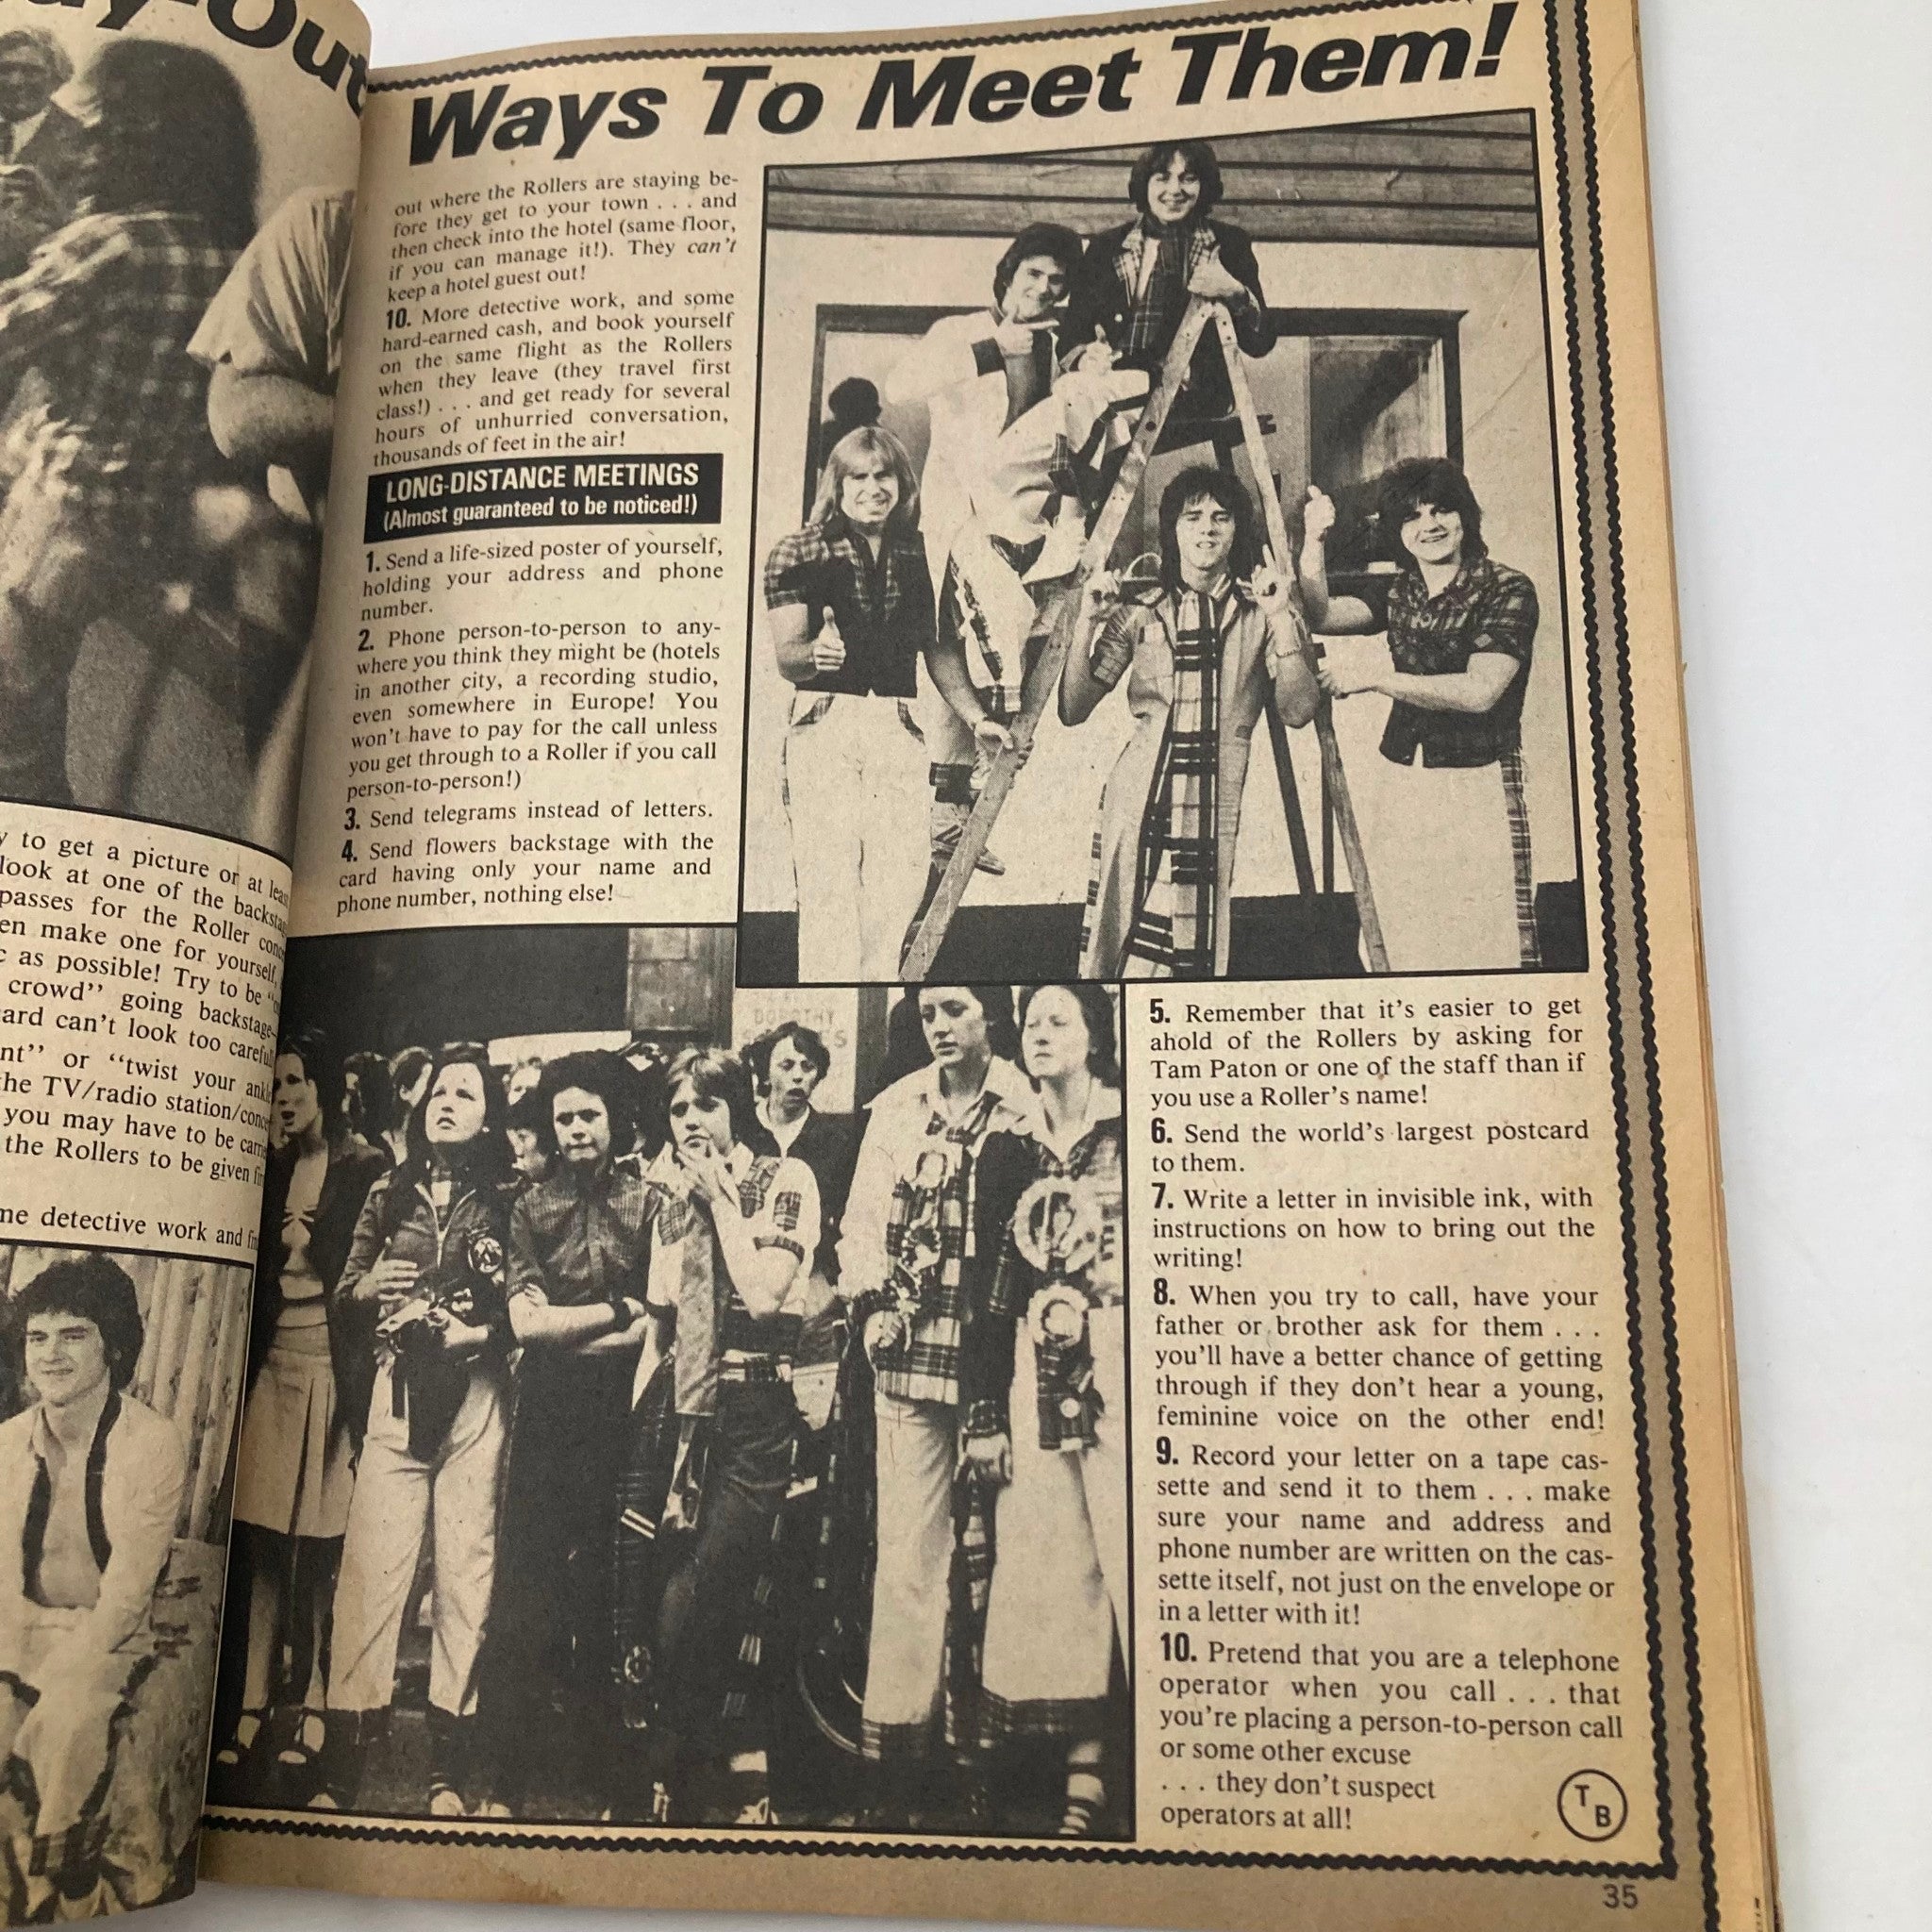 Out
y to get a picture or at
look at one of the
passes for the Roller
en make one for yourself,
as possible! Try to be
crowd" going backstage
ard can't look too
nt" or "twist your
the TV/radio station/
you may have to be
the Rollers to be given
me detective work and
Ways To Meet Them!
out where the Rollers are staying be-
fore they get to your town . . . and
then check into the hotel (same floor,
if you can manage it!). They can't
keep a hotel guest out!
10. More detective work, and some
hard-earned cash, and book yourself
on the same flight as the Rollers
when they leave (they travel first
class!) . . . and get ready for several
hours of unhurried conversation,
thousands of feet in the air!
LONG-DISTANCE MEETINGS
(Almost guaranteed to be noticed!)
1. Send a life-sized poster of yourself,
holding your address and phone
number.
2. Phone person-to-person to any-
where you think they might be (hotels
in another city, a recording studio,
even somewhere in Europe! You
won't have to pay for the call unless
you get through to a Roller if you call
person-to-person!)
3. Send telegrams instead of letters.
4. Send flowers backstage with the
card having only your name and
phone number, nothing else!
DOROTHY
5. Remember that it's easier to get
ahold of the Rollers by asking for
Tam Paton or one of the staff than if
you use a Roller's name!
6. Send the world's largest postcard
to them.
7. Write a letter in invisible ink, with
instructions on how to bring out the
writing!
8. When you try to call, have your
father or brother ask for them . . .
you'll have a better chance of getting
through if they don't hear a young,
feminine voice on the other end!
9. Record your letter on a tape cas-
sette and send it to them . . . make
sure your name and address and
phone number are written on the cas-
sette itself, not just on the envelope or
in a letter with it!
10. Pretend that you are a telephone
operator when you call . . . that
you're placing a person-to-person call
or some other excuse
. . . they don't suspect
operators at all!
TB
35